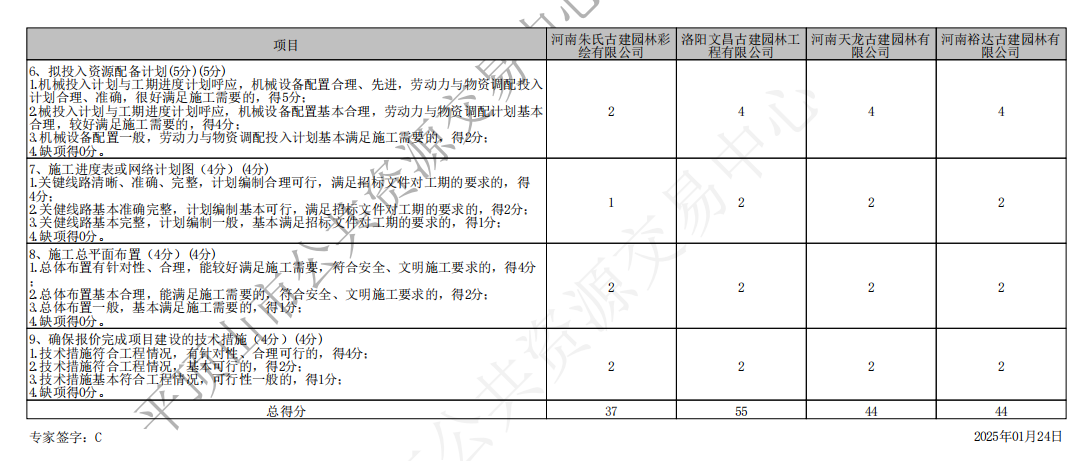 项目
河南朱氏古建园林彩
绘有限公司
洛阳文昌古建园林工
程有限公司
河南天龙古建园林有
限公司
河南裕达古建园林有
限公司
6、拟投入资源配备计划(5分)(5分)
1.机械投入计划与工期进度计划呼应，机械设备配置合理、先进，劳动力与物资调配投入
计划合理、准确，很好满足施工需要的，得5分；
2.械投入计划与工期进度计划呼应，机械设备配置基本合理，劳动力与物资调配计划基本
合理，较好满足施工需要的，得4分；
3.机械设备配置一般，劳动力与物资调配投入计划基本满足施工需要的，得2分；
4.缺项得0分。
2
4
4
4
7、施工进度表或网络计划图（4分）(4分)
1.关键线路清晰、准确、完整，计划编制合理可行，满足招标文件对工期的要求的，得
4分；
2.关健线路基本准确完整，计划编制基本可行，满足招标文件对工期的要求的，得2分；
3.关健线路基本完整，计划编制一般，基本满足招标文件对工期的要求的，得1分；
4.缺项得0分。
1
2
2
2
8、施工总平面布置（4分）(4分)
1.总体布置有针对性、合理，能较好满足施工需要，符合安全、文明施工要求的，得4分
；
2.总体布置基本合理，能满足施工需要的，符合安全、文明施工要求的，得2分；
3.总体布置一般，基本满足施工需要的，得1分；
4.缺项得0分。
2
2
2
2
9、确保报价完成项目建设的技术措施（4分）(4分)
1.技术措施符合工程情况，有针对性、合理可行的，得4分；
2.技术措施符合工程情况，基本可行的，得2分；
3.技术措施基本符合工程情况，可行性一般的，得1分；
4.缺项得0分。
2
2
2
2
总得分
37
55
44
44
专家签字：C
2025年01月24日
平顶山市公共资源交易中心
公共资源交易中心